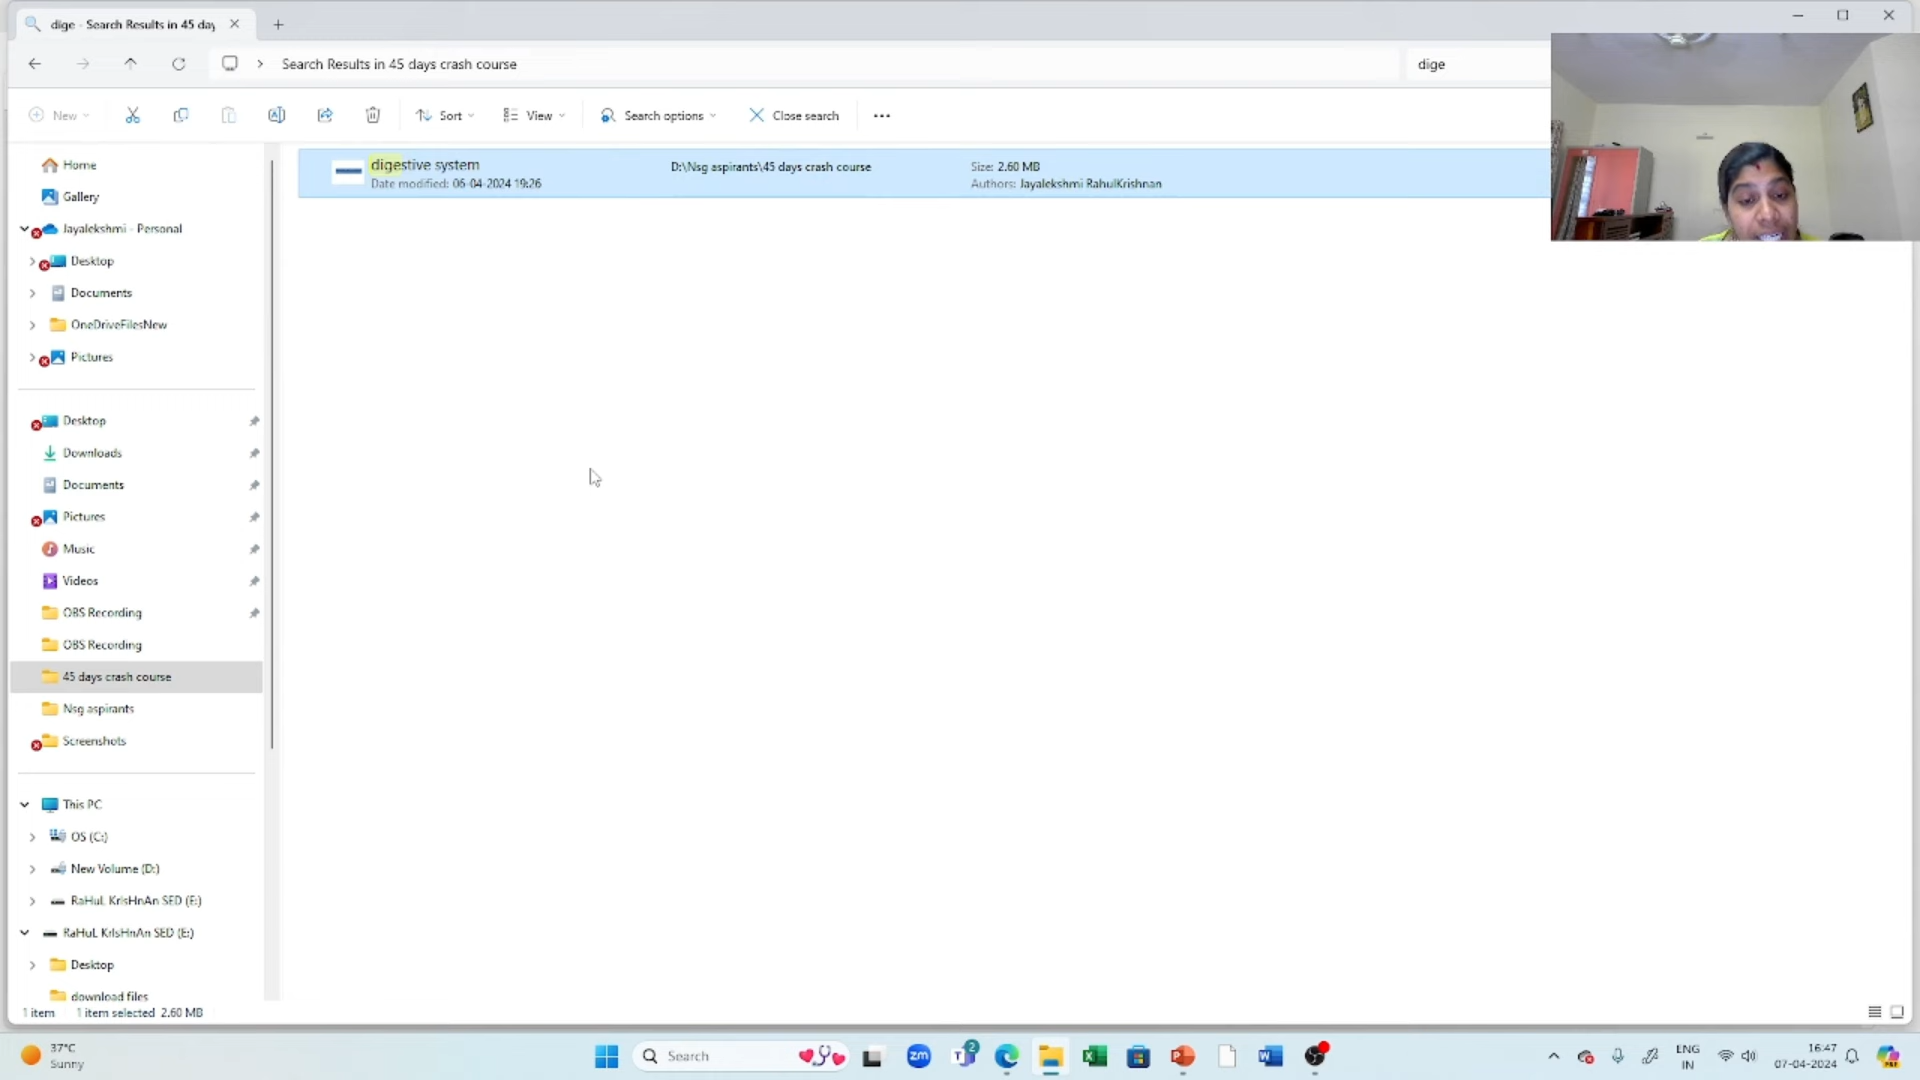 dige - Search Results in 45 day
Search Results in 45 days crash course
dige
New
Sort
View
Search options
Close search
digestive system
Date modified: 06-04-2024 19:26
D:\Nsg aspirants\45 days crash course
Size: 2.60 MB
Authors: Jayalekshmi RahulKrishnan
Home
Gallery
Jayalekshmi - Personal
Desktop
Documents
OneDriveFilesNew
Pictures
Desktop
Downloads
Documents
Pictures
Music
Videos
OBS Recording
OBS Recording
45 days crash course
Nsg aspirants
Screenshots
This PC
OS (C:)
New Volume (D:)
RaHuL KrIsHnAn SED (E:)
RaHuL KrIsHnAn SED (E:)
Desktop
download files
1 item
1 item selected 2.60 MB
37°C
Sunny
Search
zm
2
ENG
IN
16:47
07-04-2024